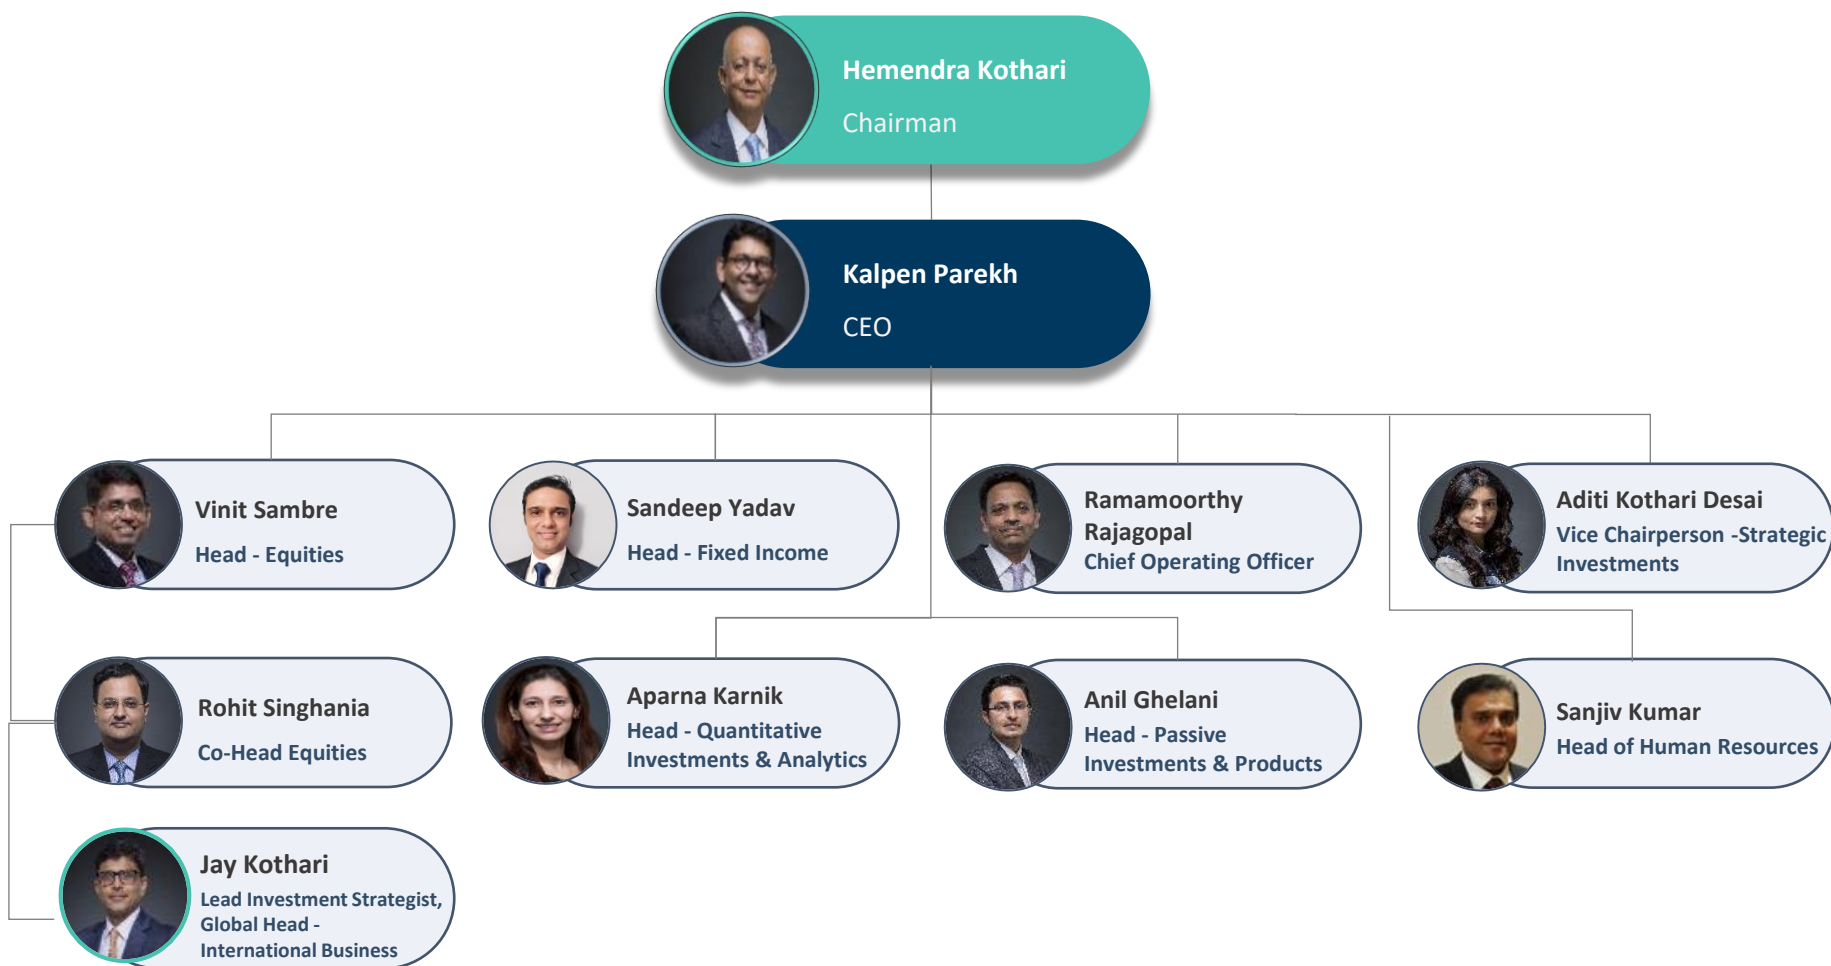 Hemendra Kothari
Chairman
Kalpen Parekh
CEO
Vinit Sambre
Head - Equities
Sandeep Yadav
Head - Fixed Income
Ramamoorthy
Rajagopal
Chief Operating Officer
Aditi Kothari Desai
Vice Chairperson -Strategic
Investments
Rohit Singhania
Co-Head Equities
Aparna Karnik
Head - Quantitative
Investments & Analytics
Anil Ghelani
Head - Passive
Investments & Products
Sanjiv Kumar
Head of Human Resources
Jay Kothari
Lead Investment Strategist,
Global Head -
International Business